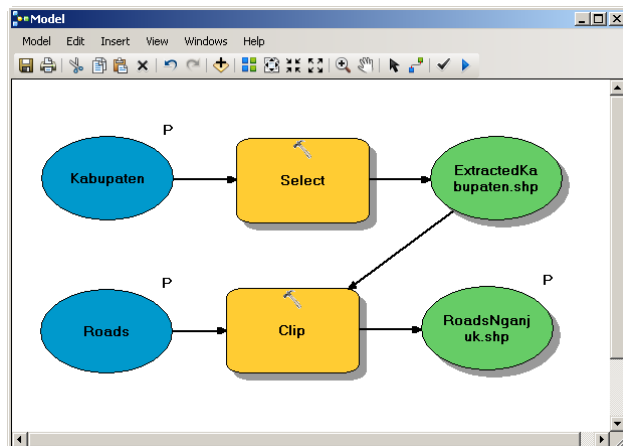 Model
Model Edit Insert View Windows Help
P
Kabupaten
Select
ExtractedKa
bupaten.shp
P
P
Roads
Clip
RoadsNganj
uk.shp